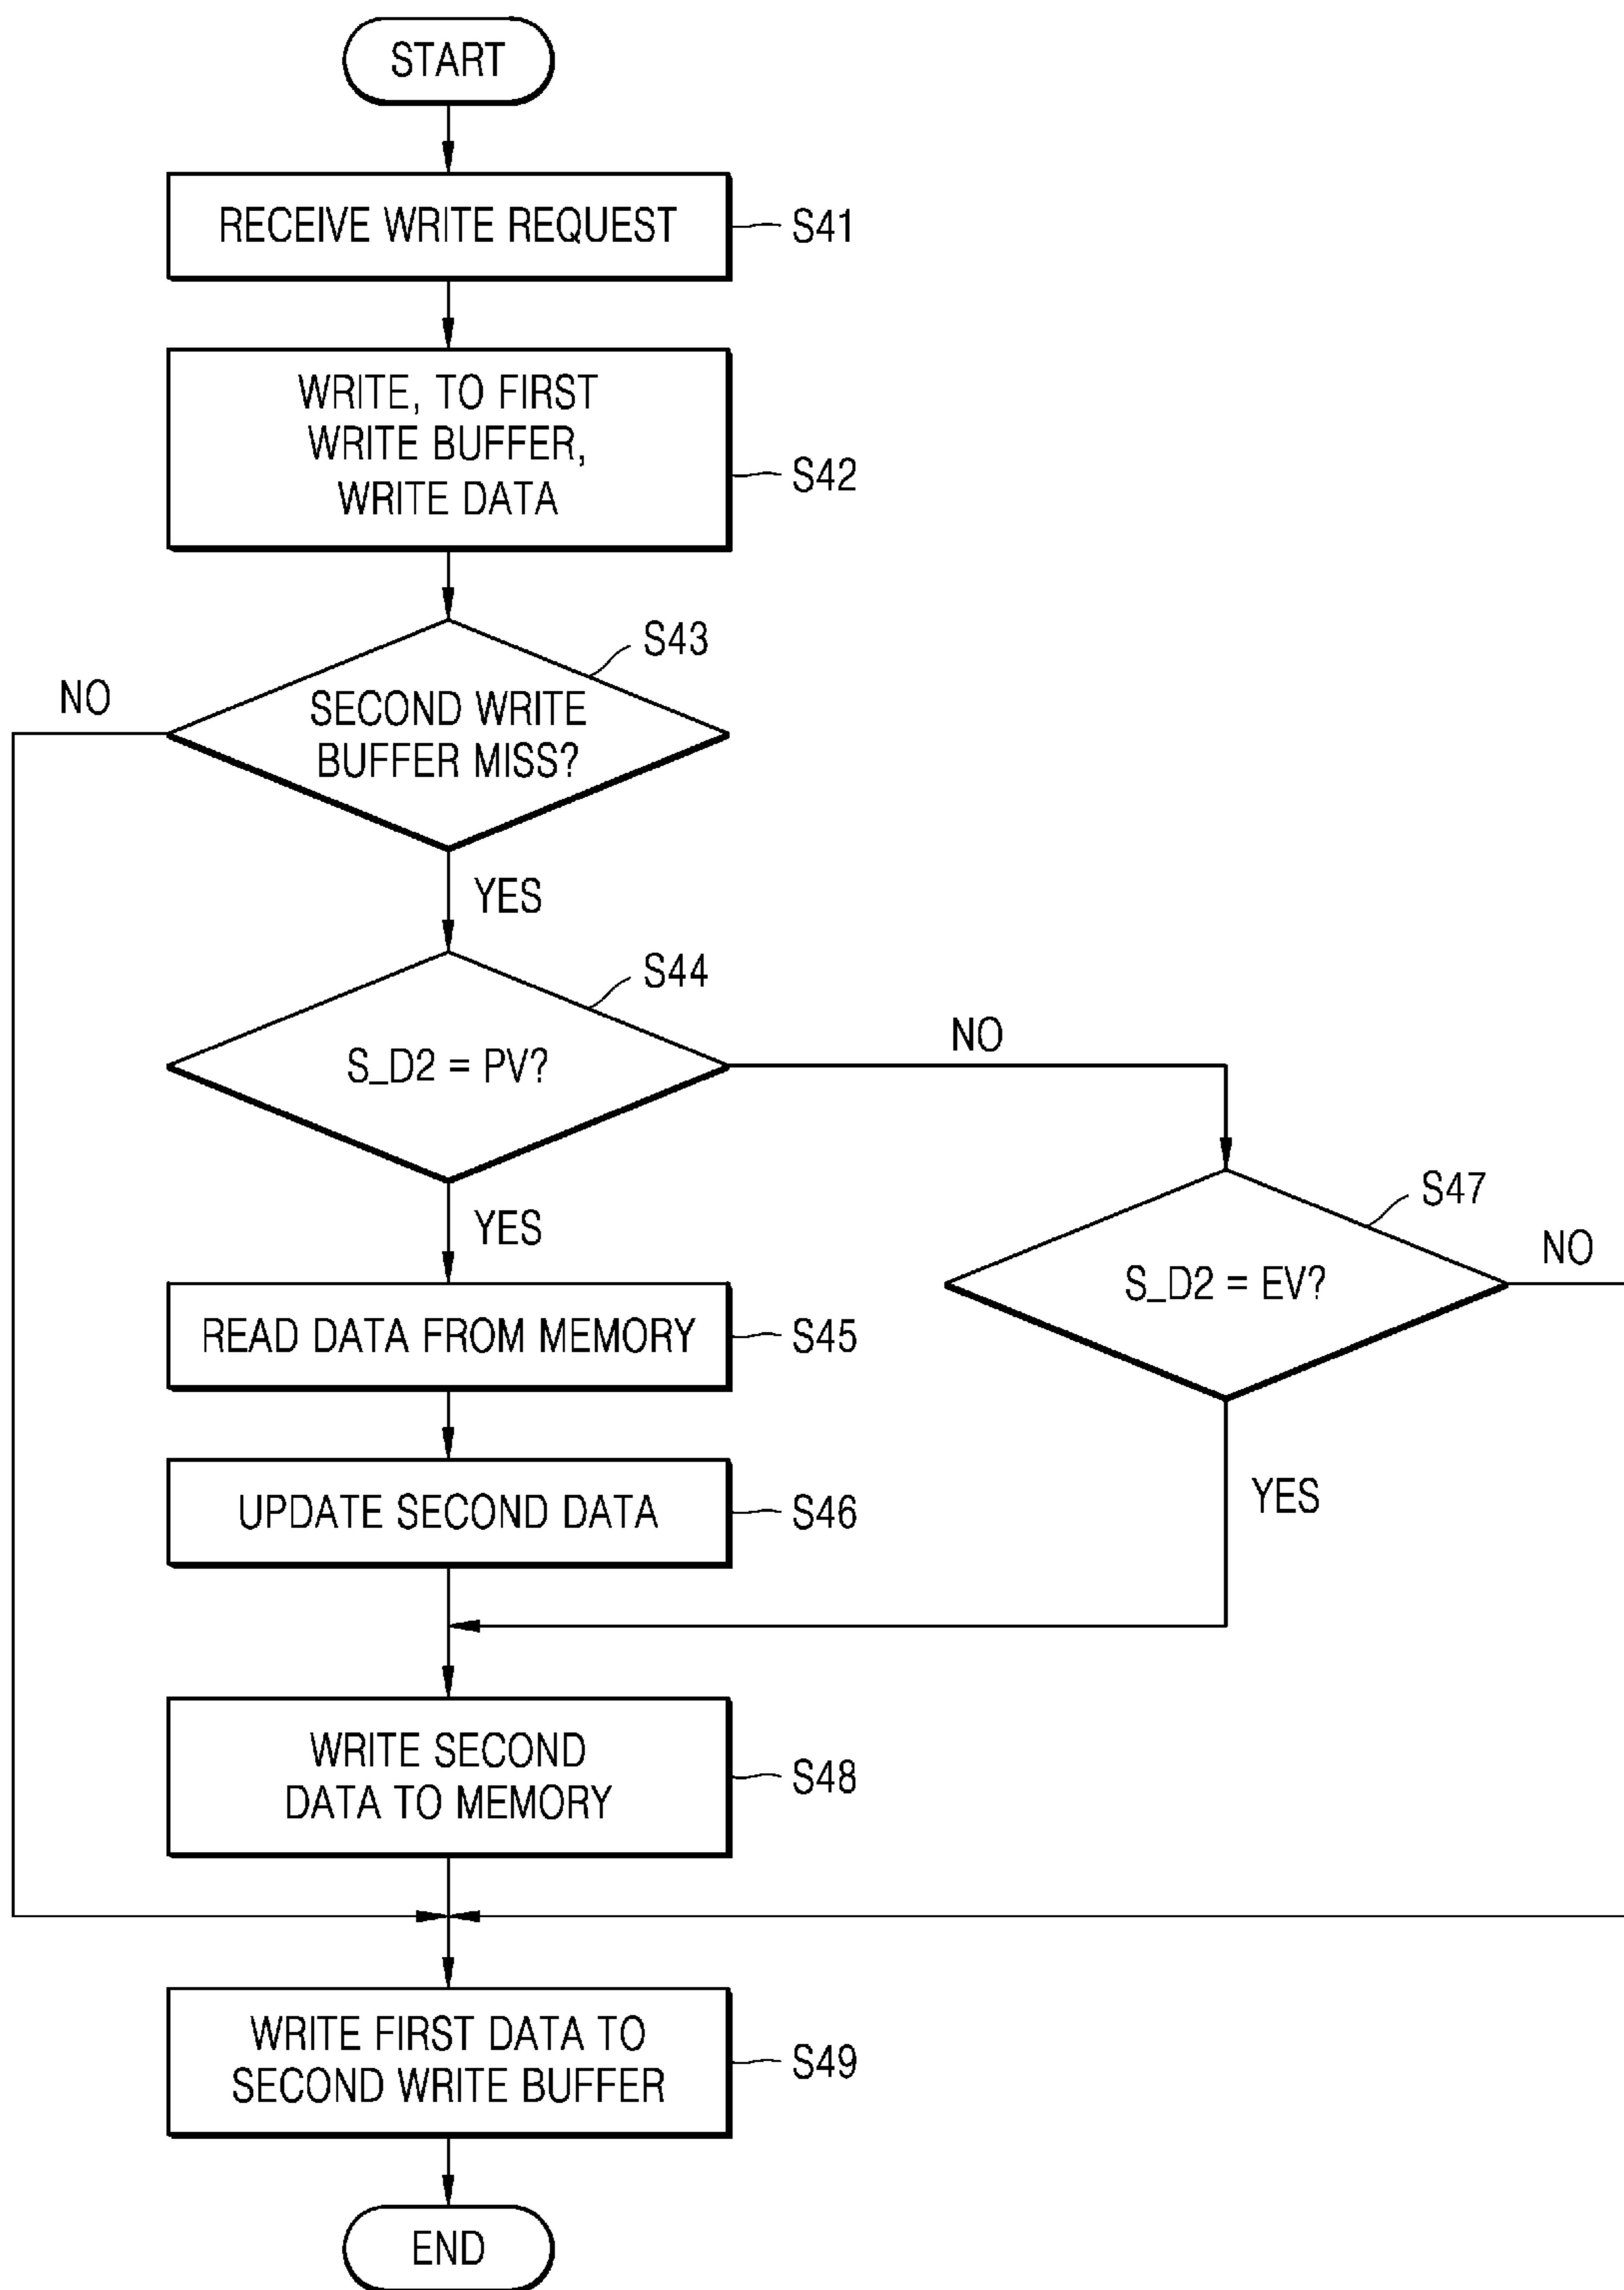 START
RECEIVE WRITE REQUEST
S41
WRITE, TO FIRST
WRITE BUFFER,
WRITE DATA
S42
S43
NO
SECOND WRITE
BUFFER MISS?
YES
S44
NO
S_D2 = PV?
S47
YES
NO
S_D2 = EV?
READ DATA FROM MEMORY
S45
YES
UPDATE SECOND DATA
S46
WRITE SECOND
DATA TO MEMORY
S48
WRITE FIRST DATA TO
SECOND WRITE BUFFER
S49
END